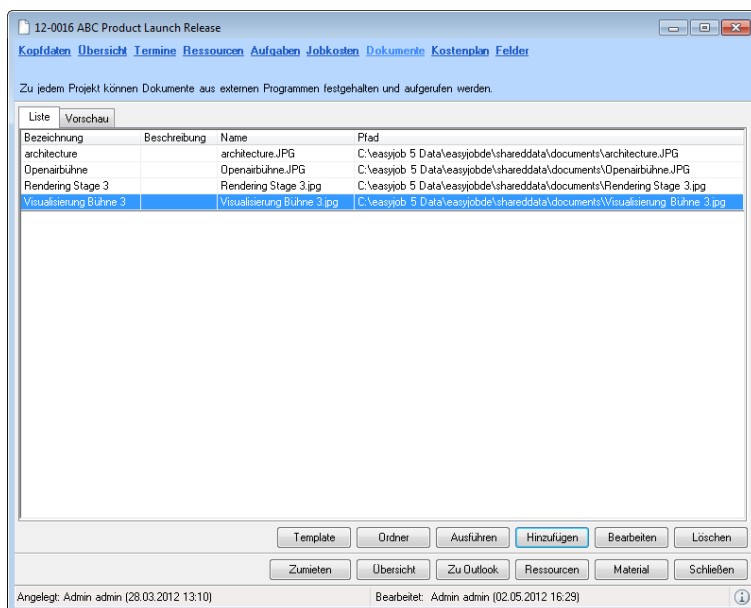 12-0016 ABC Product Launch Release
Kopfdaten Übersicht Termine Ressourcen Aufgaben Jobkosten Dokumente Kostenplan Felder
Zu jedem Projekt können Dokumente aus externen Programmen festgehalten und aufgerufen werden.
Liste Vorschau
Bezeichnung Beschreibung Name Pfad
architecture architecture.JPG C:\easyjob 5 Data\easyjobde\shareddata\documents\architecture.JPG
Openairbühne Openairbühne.JPG C:\easyjob 5 Data\easyjobde\shareddata\documents\Openairbühne.JPG
Rendering Stage 3 Rendering Stage 3.jpg C:\easyjob 5 Data\easyjobde\shareddata\documents\Rendering Stage 3.jpg
Visualisierung Bühne 3 Visualisierung Bühne 3.jpg C:\easyjob 5 Data\easyjobde\shareddata\documents\Visualisierung Bühne 3.jpg
Template Ordner Ausführen Hinzufügen Bearbeiten Löschen
Zumieten Übersicht Zu Outlook Ressourcen Material Schließen
Angelegt: Admin admin (28.03.2012 13:10) Bearbeitet: Admin admin (02.05.2012 16:29)